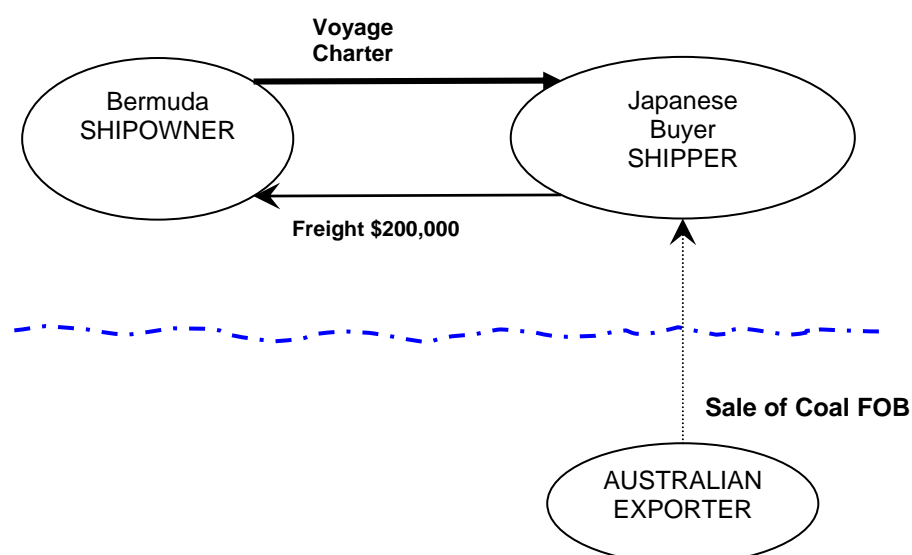 Voyage
Charter
Bermuda
SHIPOWNER
Japanese
Buyer
SHIPPER
Freight $200,000
Sale of Coal FOB
AUSTRALIAN
EXPORTER